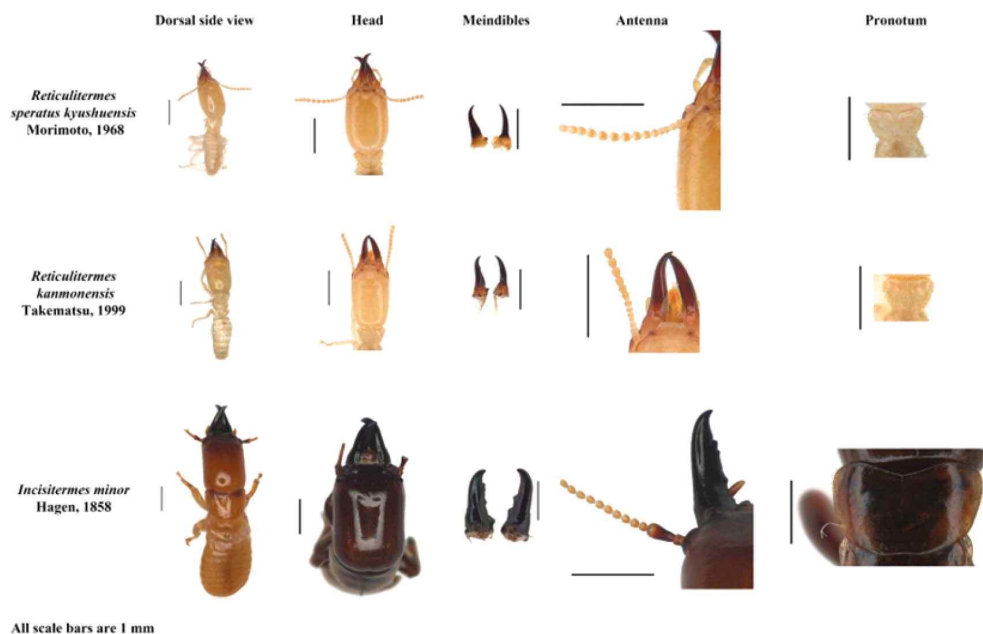 Dorsal side view Head Meindibles Antenna Pronotum
Reticulitermes
speratus kyushuensis
Morimoto, 1968
Reticulitermes
kanmonensis
Takematsu, 1999
Incisitermes minor
Hagen, 1858
All scale bars are 1 mm